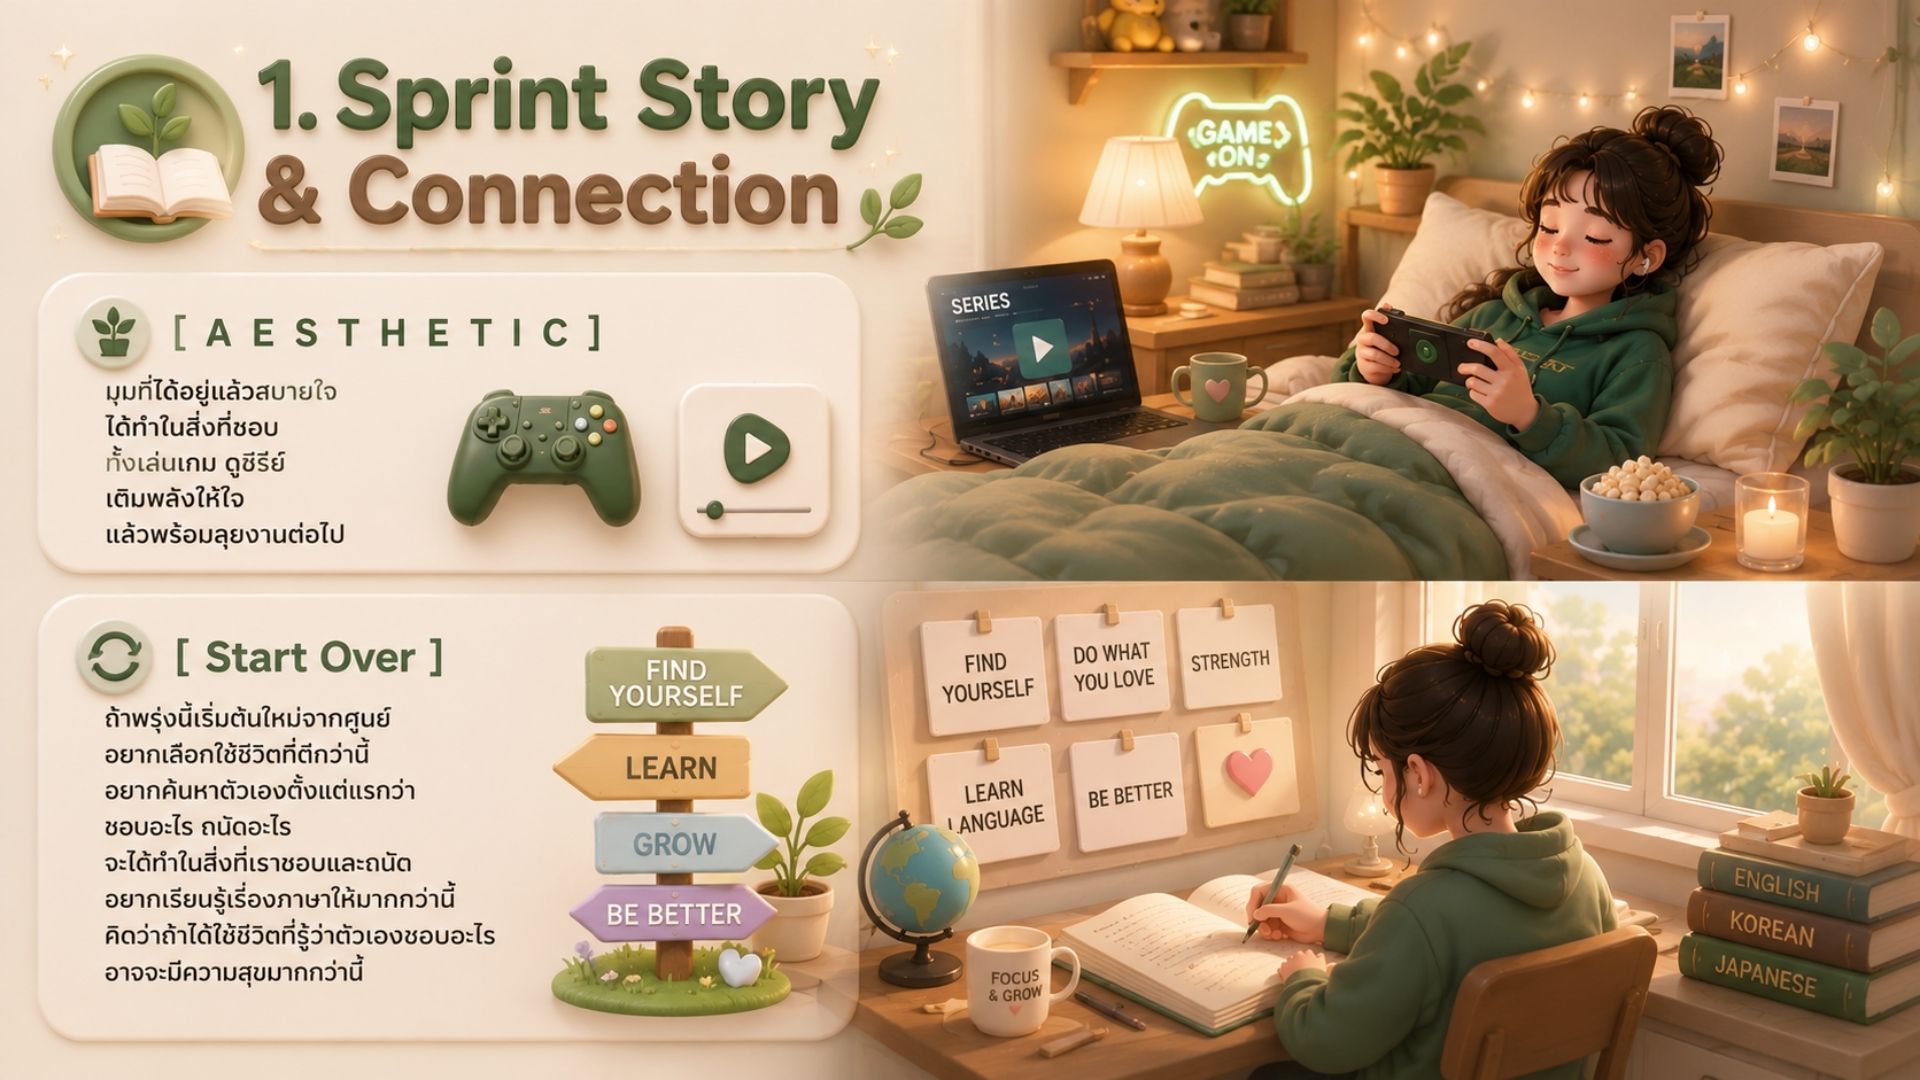 1. Sprint Story
& Connection
[ A E S T H E T I C ]
มุมที่ได้อยู่แล้วสบายใจ
ได้ทำในสิ่งที่ชอบ
ทั้งเล่นเกม ดูซีรีย์
เติมพลังให้ใจ
แล้วพร้อมลุยงานต่อไป
GAME
ON
SERIES
[ Start Over ]
ถ้าพรุ่งนี้เริ่มต้นใหม่จากศูนย์
อยากเลือกใช้ชีวิตที่ดีกว่านี้
อยากค้นหาตัวเองตั้งแต่แรกว่า
ชอบอะไร ถนัดอะไร
จะได้ทำในสิ่งที่เราชอบและถนัด
อยากเรียนรู้เรื่องภาษาให้มากกว่านี้
คิดว่าถ้าได้ใช้ชีวิตที่รู้ว่าตัวเองชอบอะไร
อาจจะมีความสุขมากกว่านี้
FIND
YOURSELF
LEARN
GROW
BE BETTER
FIND
YOURSELF
DO WHAT
YOU LOVE
STRENGTH
LEARN
LANGUAGE
BE BETTER
FOCUS
& GROW
ENGLISH
KOREAN
JAPANESE